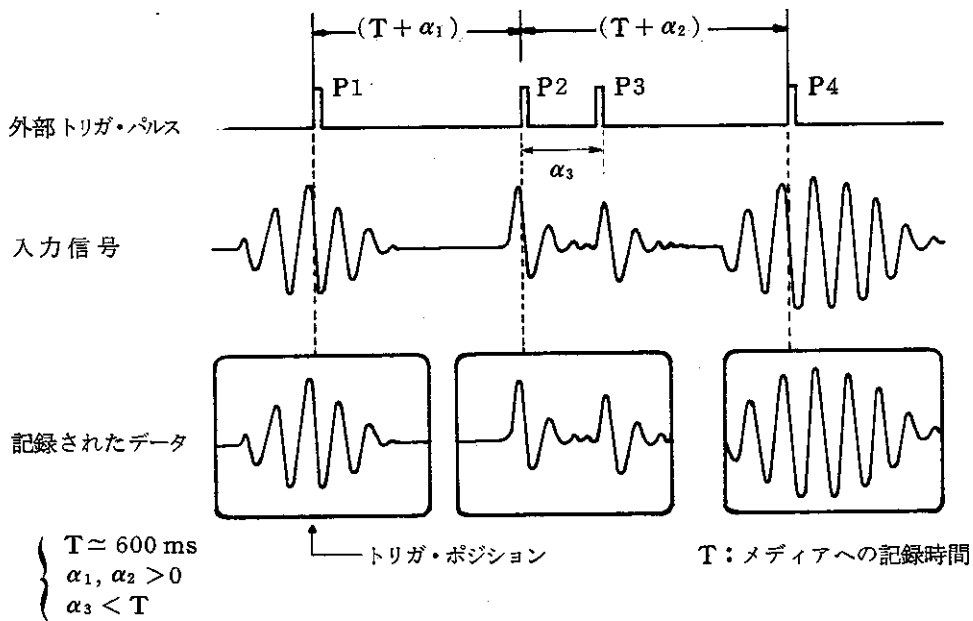 (T + α₁)
(T + α₂)
外部トリガ・パルス
P1
P2
P3
P4
α₃
入力信号
記録されたデータ
トリガ・ポジション
T：メディアへの記録時間
T ≃ 600 ms
α₁, α₂ > 0
α₃ < T